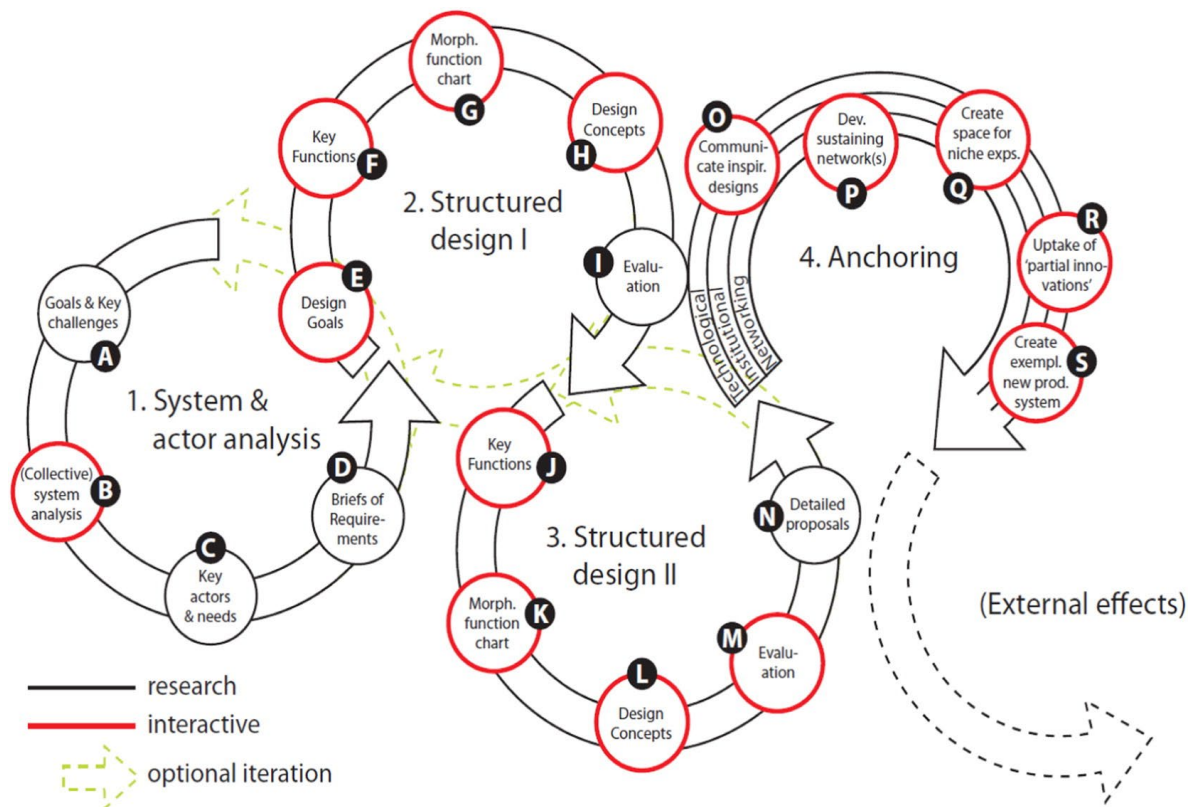 Goals & Key
challenges
A
(Collective)
system
analysis
B
C
Key
actors
& needs
D
Briefs of
Require-
ments
1. System &
actor analysis
E
Design
Goals
Key
Functions
F
Morph.
function
chart
G
Design
Concepts
H
I
Evalu-
ation
2. Structured
design I
Key
Functions
J
Morph.
function
chart
K
L
Design
Concepts
M
Evalu-
ation
N
Detailed
proposals
3. Structured
design II
O
Communi-
cate inspir.
designs
Dev.
sustaining
network(s)
P
Create
space for
niche exps.
Q
R
Uptake of
'partial inno-
vations'
Create
exempl.
new prod.
system
S
4. Anchoring
Technological
Institutional
Networking
(External effects)
research
interactive
optional iteration